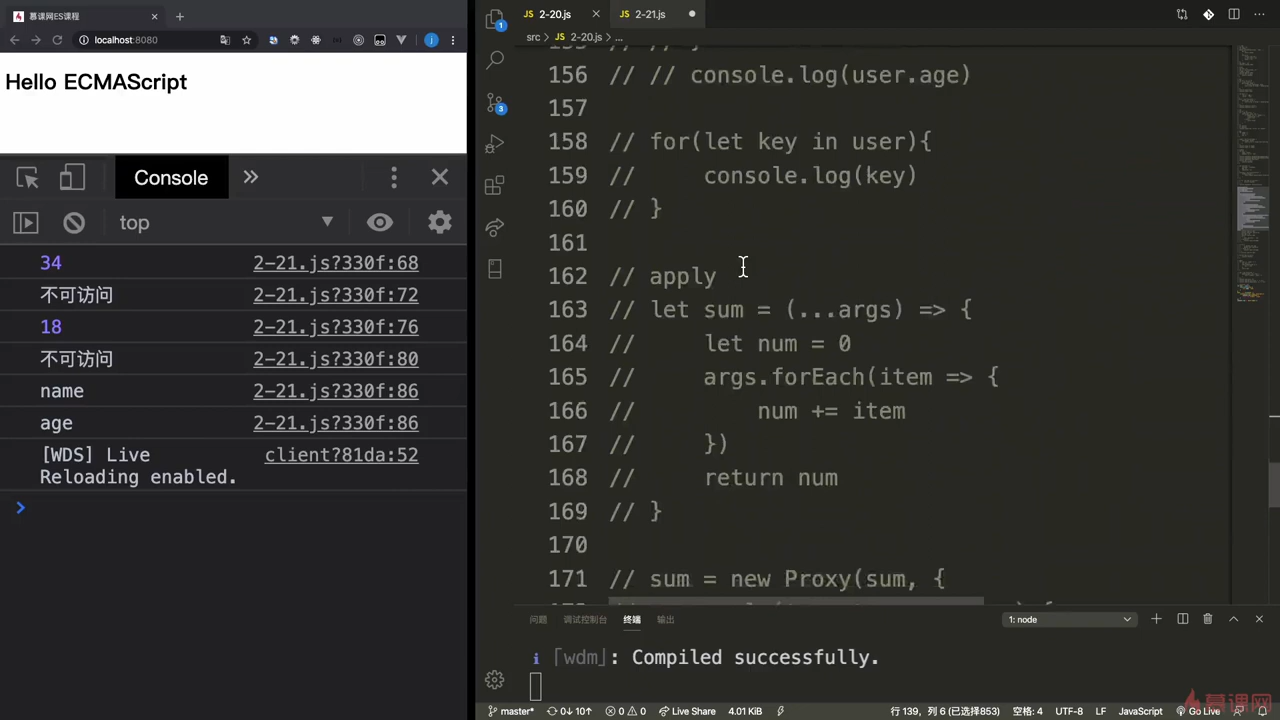 慕课网ES课程
localhost:8080
Hello ECMAScript
Console
top
34 2-21.js?330f:68
不可访问 2-21.js?330f:72
18 2-21.js?330f:76
不可访问 2-21.js?330f:80
name 2-21.js?330f:86
age 2-21.js?330f:86
[WDS] Live client?81da:52
Reloading enabled.
2-20.js
2-21.js
src > JS 2-20.js > ...
156 // // console.log(user.age)
157
158 // for(let key in user){
159 //     console.log(key)
160 // }
161
162 // apply
163 // let sum = (...args) => {
164 //     let num = 0
165 //     args.forEach(item => {
166 //         num += item
167 //     })
168 //     return num
169 // }
170
171 // sum = new Proxy(sum, {
问题 调试控制台 终端 输出
1: node
i ｢wdm｣: Compiled successfully.
master* 0↓ 10↑ 0 0 Live Share 4.01 KiB 行 139, 列 6 (已选择853) 空格: 4 UTF-8 LF JavaScript Go Live
慕课网